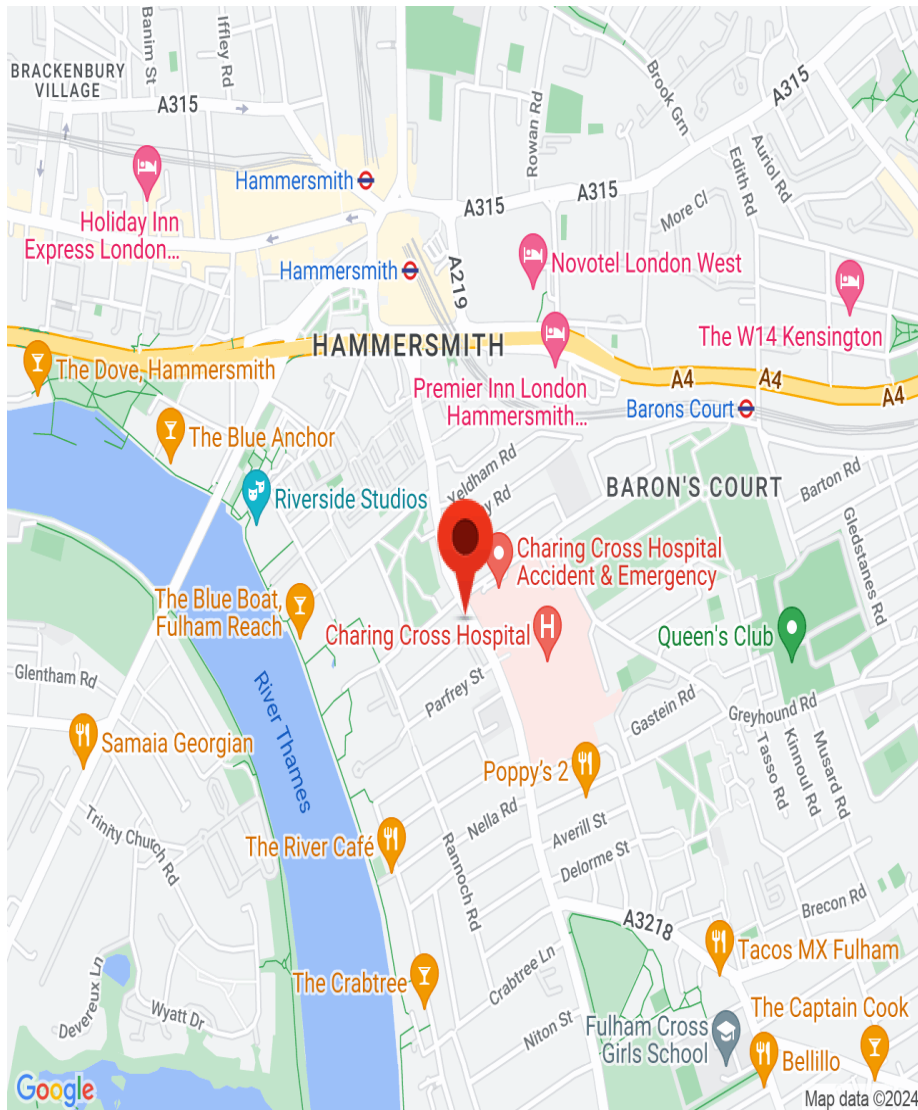 Banim St
Iffley Rd
BRACKENBURY
VILLAGE
A315
Rowan Rd
Brook Grn
A315
Hammersmith
A315
A315
Edith Rd
Auriol Rd
More Cl
Holiday Inn
Express London...
Hammersmith
A219
Novotel London West
The W14 Kensington
HAMMERSMITH
The Dove, Hammersmith
Premier Inn London
Hammersmith...
A4
A4
A4
Barons Court
The Blue Anchor
Yeldham Rd
BARON'S COURT
Barton Rd
Riverside Studios
y Rd
Gledstanes Rd
Charing Cross Hospital
Accident & Emergency
The Blue Boat,
Fulham Reach
Charing Cross Hospital
Queen's Club
Glentham Rd
River Thames
Parfrey St
Gastein Rd
Greyhound Rd
Samaia Georgian
Poppy's 2
Tasso Rd
Kinnoul Rd
Musard Rd
Trinity Church Rd
The River Café
Nella Rd
Rannoch Rd
Averill St
Delorme St
Brecon Rd
A3218
Tacos MX Fulham
Devereux Ln
Wyatt Dr
The Crabtree
Crabtree Ln
Niton St
Fulham Cross
Girls School
The Captain Cook
Bellillo
Google
Map data ©2024